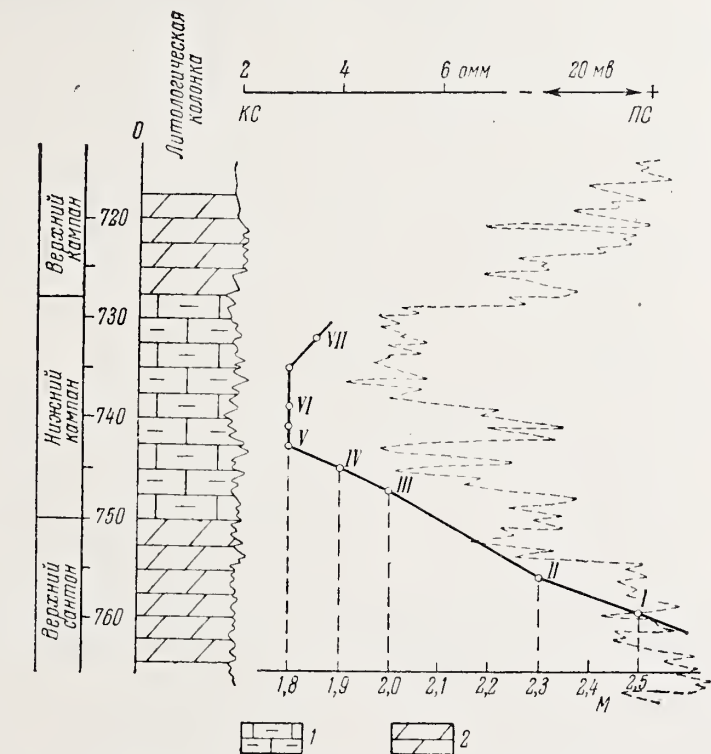 2 4 6 омм — 20 мв +
КС ПС
0
Литологическая
колонка
Верхний
кампан
Нижний
кампан
Верхний
сантон
720
730
740
750
760
VII
VI
V
IV
III
II
I
1,8 1,9 2,0 2,1 2,2 2,3 2,4 2,5
М
1 2